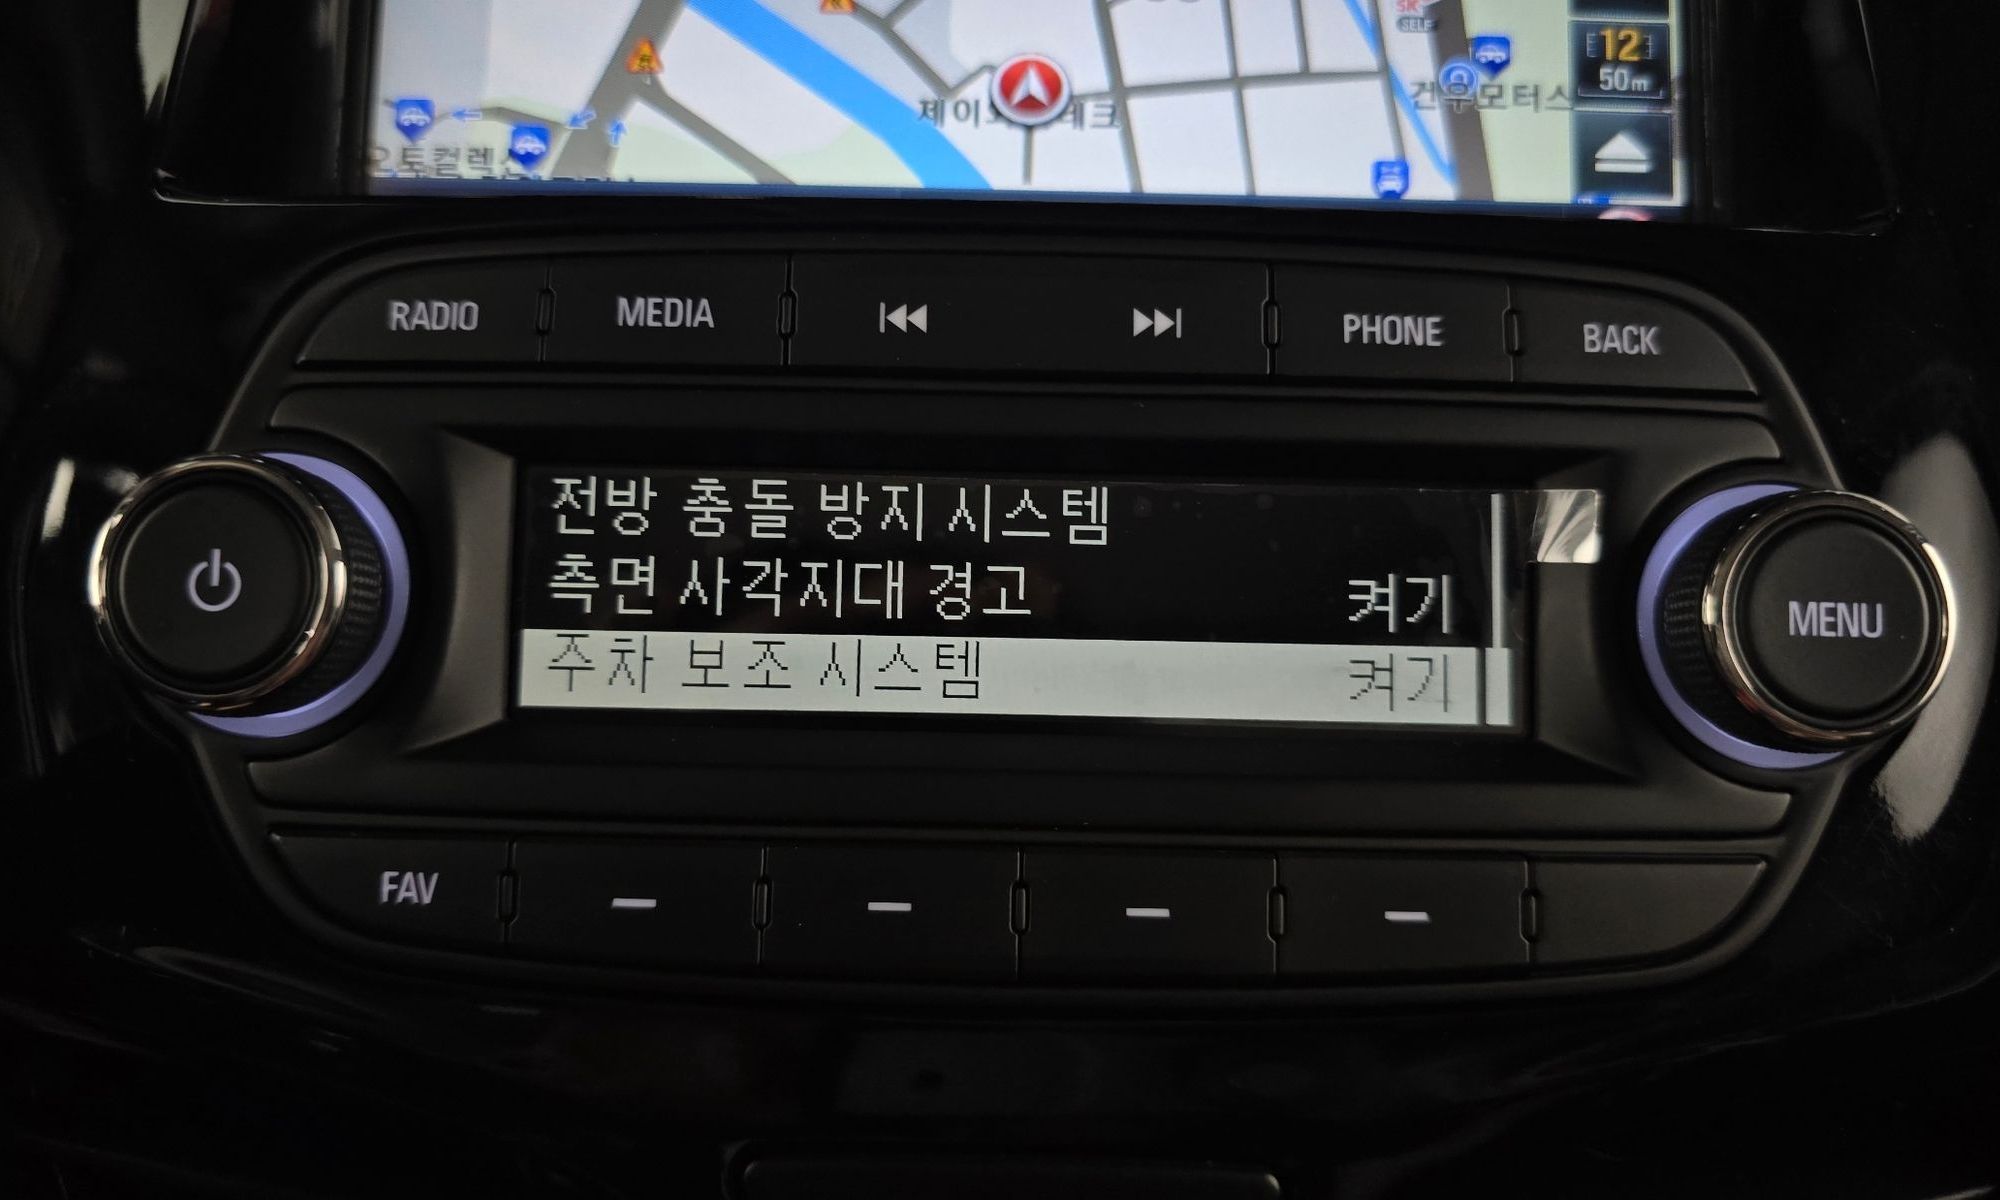 SK
SELF
12
50m
건우모터스
RADIO
MEDIA
PHONE
BACK
전방 충돌 방지 시스템
측면 사각지대 경고 켜기
주차 보조 시스템 켜기
MENU
FAV